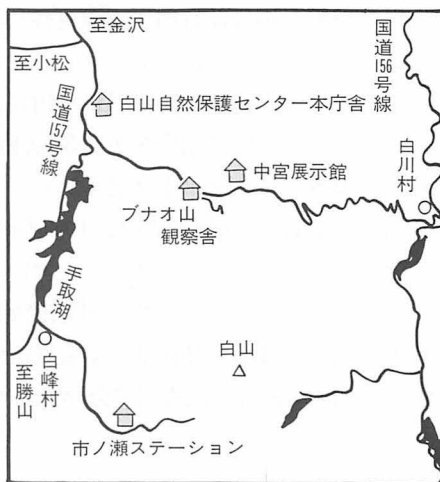 至金沢
至小松
国道157号線
国道156号線
白山自然保護センター本庁舎
中宮展示館
白川村
ブナオ山
観察舎
手取湖
白山
白峰村
至勝山
市ノ瀬ステーション